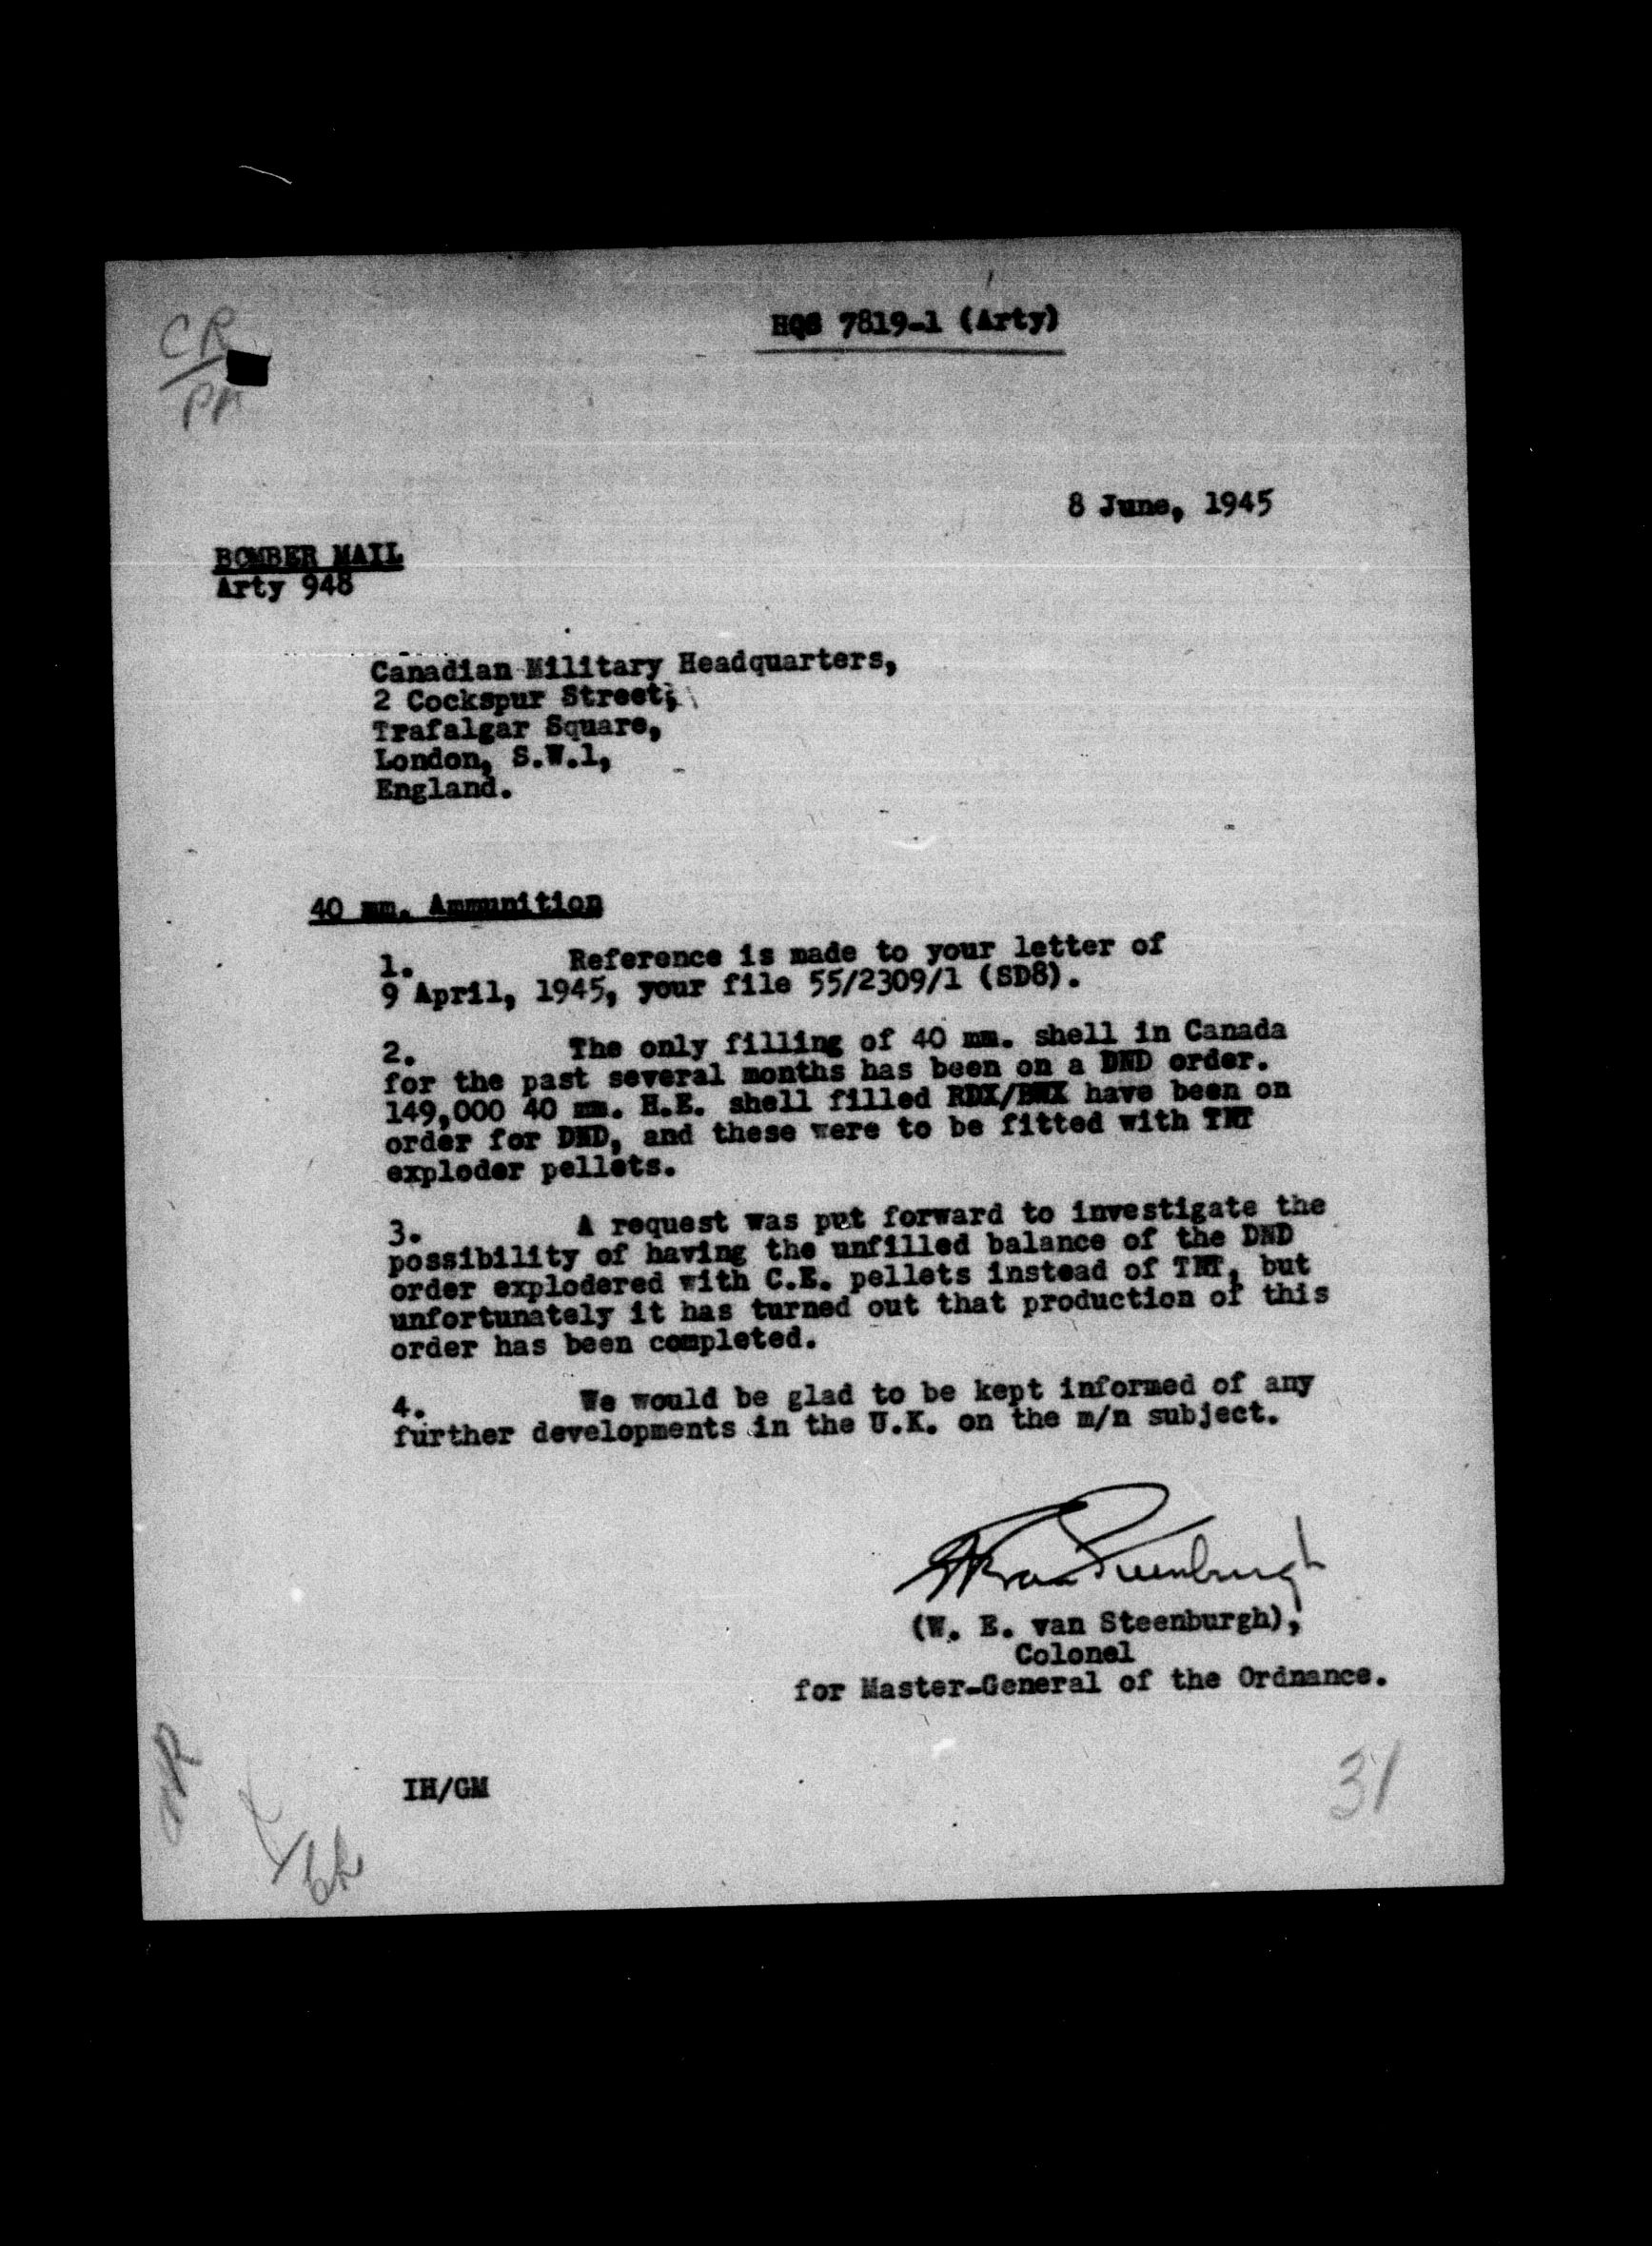 CR
HQS 7819-1 (Arty)
8 June, 1945
BOMBER MAIL
Arty 948
Canadian Military Headquarters,
2 Cockspur Street,
Trafalgar Square,
London, S.W.1,
England.
40 mm. Ammunition
1. Reference is made to your letter of
9 April, 1945, your file 55/2309/1 (SD8).
2. The only filling of 40 mm. shell in Canada
for the past several months has been on a DND order.
149,000 40 mm. H.E. shell filled RDX/BWX have been on
order for DND, and these were to be fitted with TNT
exploder pellets.
3. A request was put forward to investigate the
possibility of having the unfilled balance of the DND
order explodered with C.E. pellets instead of TNT, but
unfortunately it has turned out that production of this
order has been completed.
4. We would be glad to be kept informed of any
further developments in the U.K. on the m/n subject.
(W. E. van Steenburgh),
Colonel
for Master-General of the Ordnance.
IH/GM
31